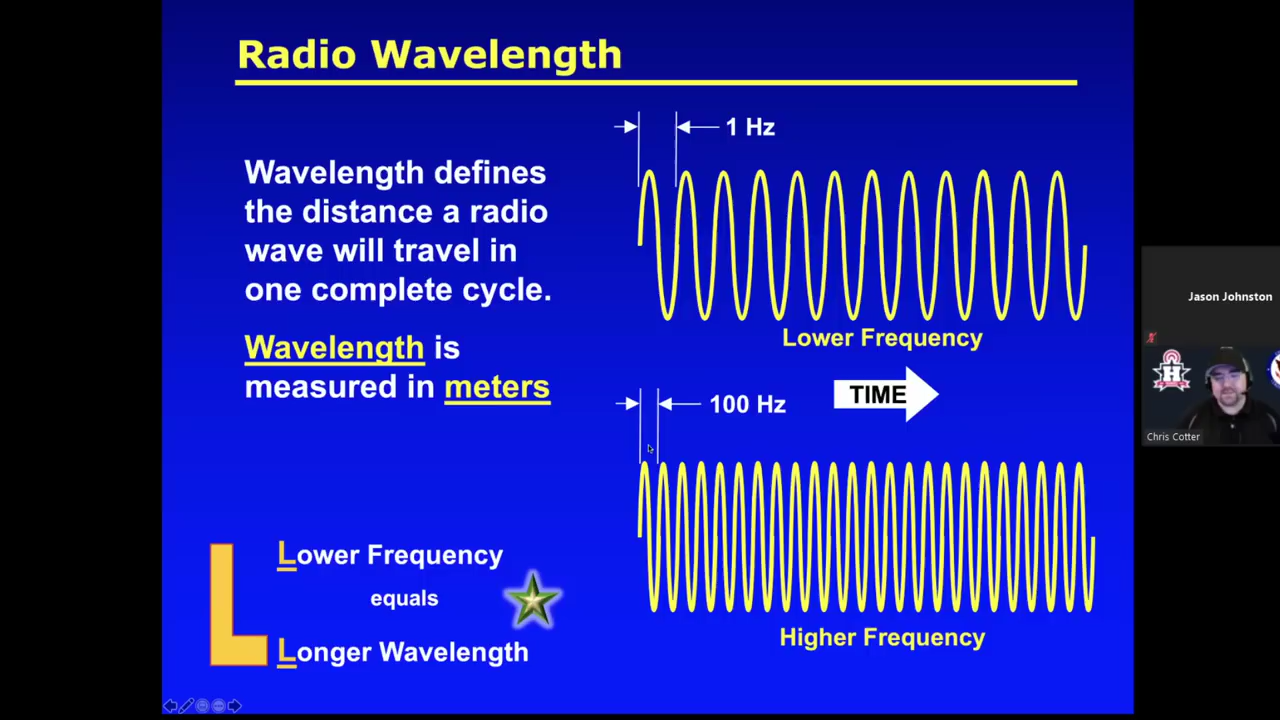 Radio Wavelength
Wavelength defines
the distance a radio
wave will travel in
one complete cycle.
Wavelength is
measured in meters
Lower Frequency
equals
Longer Wavelength
1 Hz
Lower Frequency
TIME
100 Hz
Higher Frequency
Jason Johnston
H
Chris Cotter